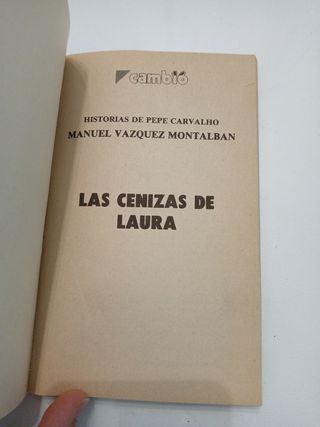 cambio
HISTORIAS DE PEPE CARVALHO
MANUEL VAZQUEZ MONTALBAN
LAS CENIZAS DE
LAURA